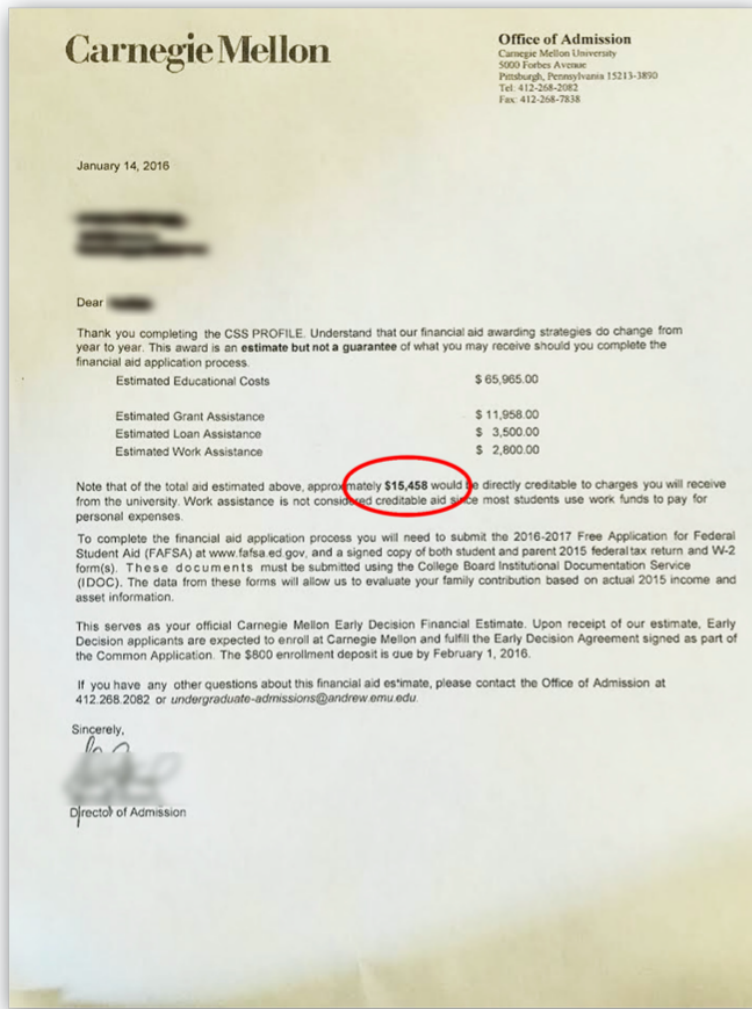 Carnegie Mellon
Office of Admission
Carnegie Mellon University
5000 Forbes Avenue
Pittsburgh, Pennsylvania 15213-3890
Tel: 412-268-2082
Fax: 412-268-7838
January 14, 2016
Dear
Thank you completing the CSS PROFILE. Understand that our financial aid awarding strategies do change from
year to year. This award is an estimate but not a guarantee of what you may receive should you complete the
financial aid application process.
Estimated Educational Costs $ 65,965.00
Estimated Grant Assistance $ 11,958.00
Estimated Loan Assistance $ 3,500.00
Estimated Work Assistance $ 2,800.00
Note that of the total aid estimated above, approximately $15,458 would be directly creditable to charges you will receive
from the university. Work assistance is not considered creditable aid since most students use work funds to pay for
personal expenses.
To complete the financial aid application process you will need to submit the 2016-2017 Free Application for Federal
Student Aid (FAFSA) at www.fafsa.ed.gov, and a signed copy of both student and parent 2015 federal tax return and W-2
form(s). These documents must be submitted using the College Board Institutional Documentation Service
(IDOC). The data from these forms will allow us to evaluate your family contribution based on actual 2015 income and
asset information.
This serves as your official Carnegie Mellon Early Decision Financial Estimate. Upon receipt of our estimate, Early
Decision applicants are expected to enroll at Carnegie Mellon and fulfill the Early Decision Agreement signed as part of
the Common Application. The $800 enrollment deposit is due by February 1, 2016.
If you have any other questions about this financial aid estimate, please contact the Office of Admission at
412.268.2082 or undergraduate-admissions@andrew.emu.edu.
Sincerely,
Director of Admission